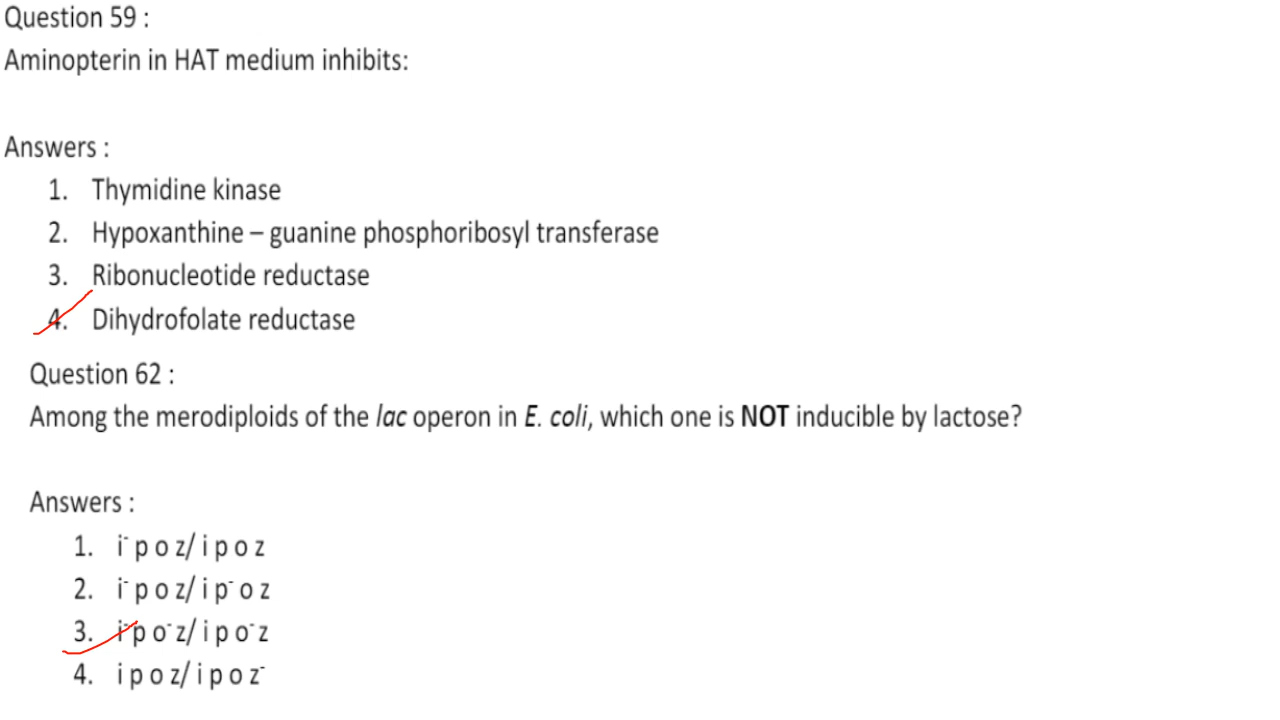 Question 59 :
Aminopterin in HAT medium inhibits:
Answers :
1. Thymidine kinase
2. Hypoxanthine – guanine phosphoribosyl transferase
3. Ribonucleotide reductase
4. Dihydrofolate reductase
Question 62 :
Among the merodiploids of the lac operon in E. coli, which one is NOT inducible by lactose?
Answers :
1. i⁻ p o z/ i p o z
2. i⁻ p o z/ i p⁻ o z
3. i⁻ p o⁻ z/ i p o⁻ z
4. i p o z/ i p o z⁻